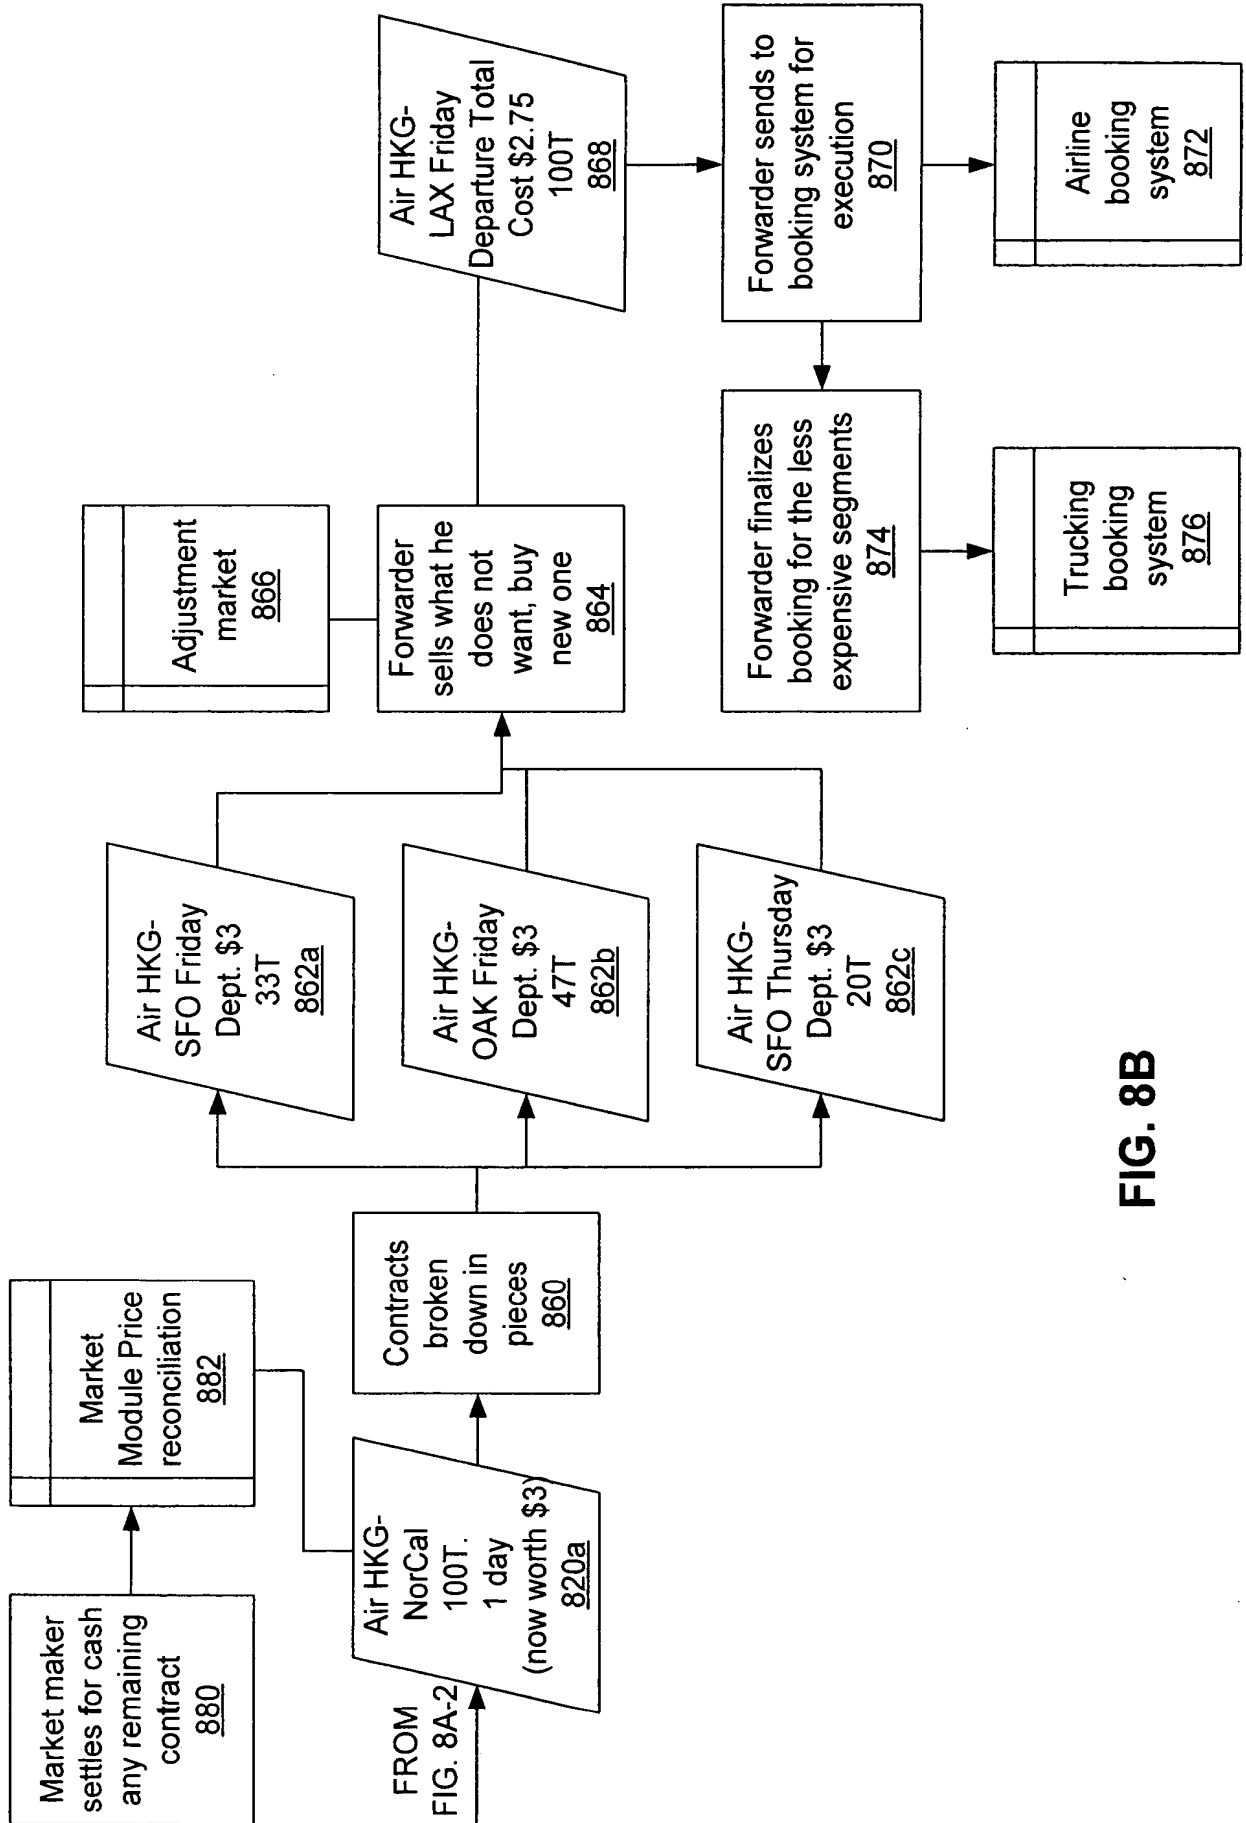 Market maker
settles for cash
any remaining
contract
880
Market
Module Price
reconciliation
882
FROM
FIG. 8A-2
Air HKG-
NorCal
100T.
1 day
(now worth $3)
820a
Contracts
broken
down in
pieces
860
Air HKG-
SFO Friday
Dept. $3
33T
862a
Air HKG-
OAK Friday
Dept. $3
47T
862b
Air HKG-
SFO Thursday
Dept. $3
20T
862c
Adjustment
market
866
Forwarder
sells what he
does not
want, buy
new one
864
Air HKG-
LAX Friday
Departure Total
Cost $2.75
100T
868
Forwarder sends to
booking system for
execution
870
Airline
booking
system
872
Forwarder finalizes
booking for the less
expensive segments
874
Trucking
booking
system
876
FIG. 8B